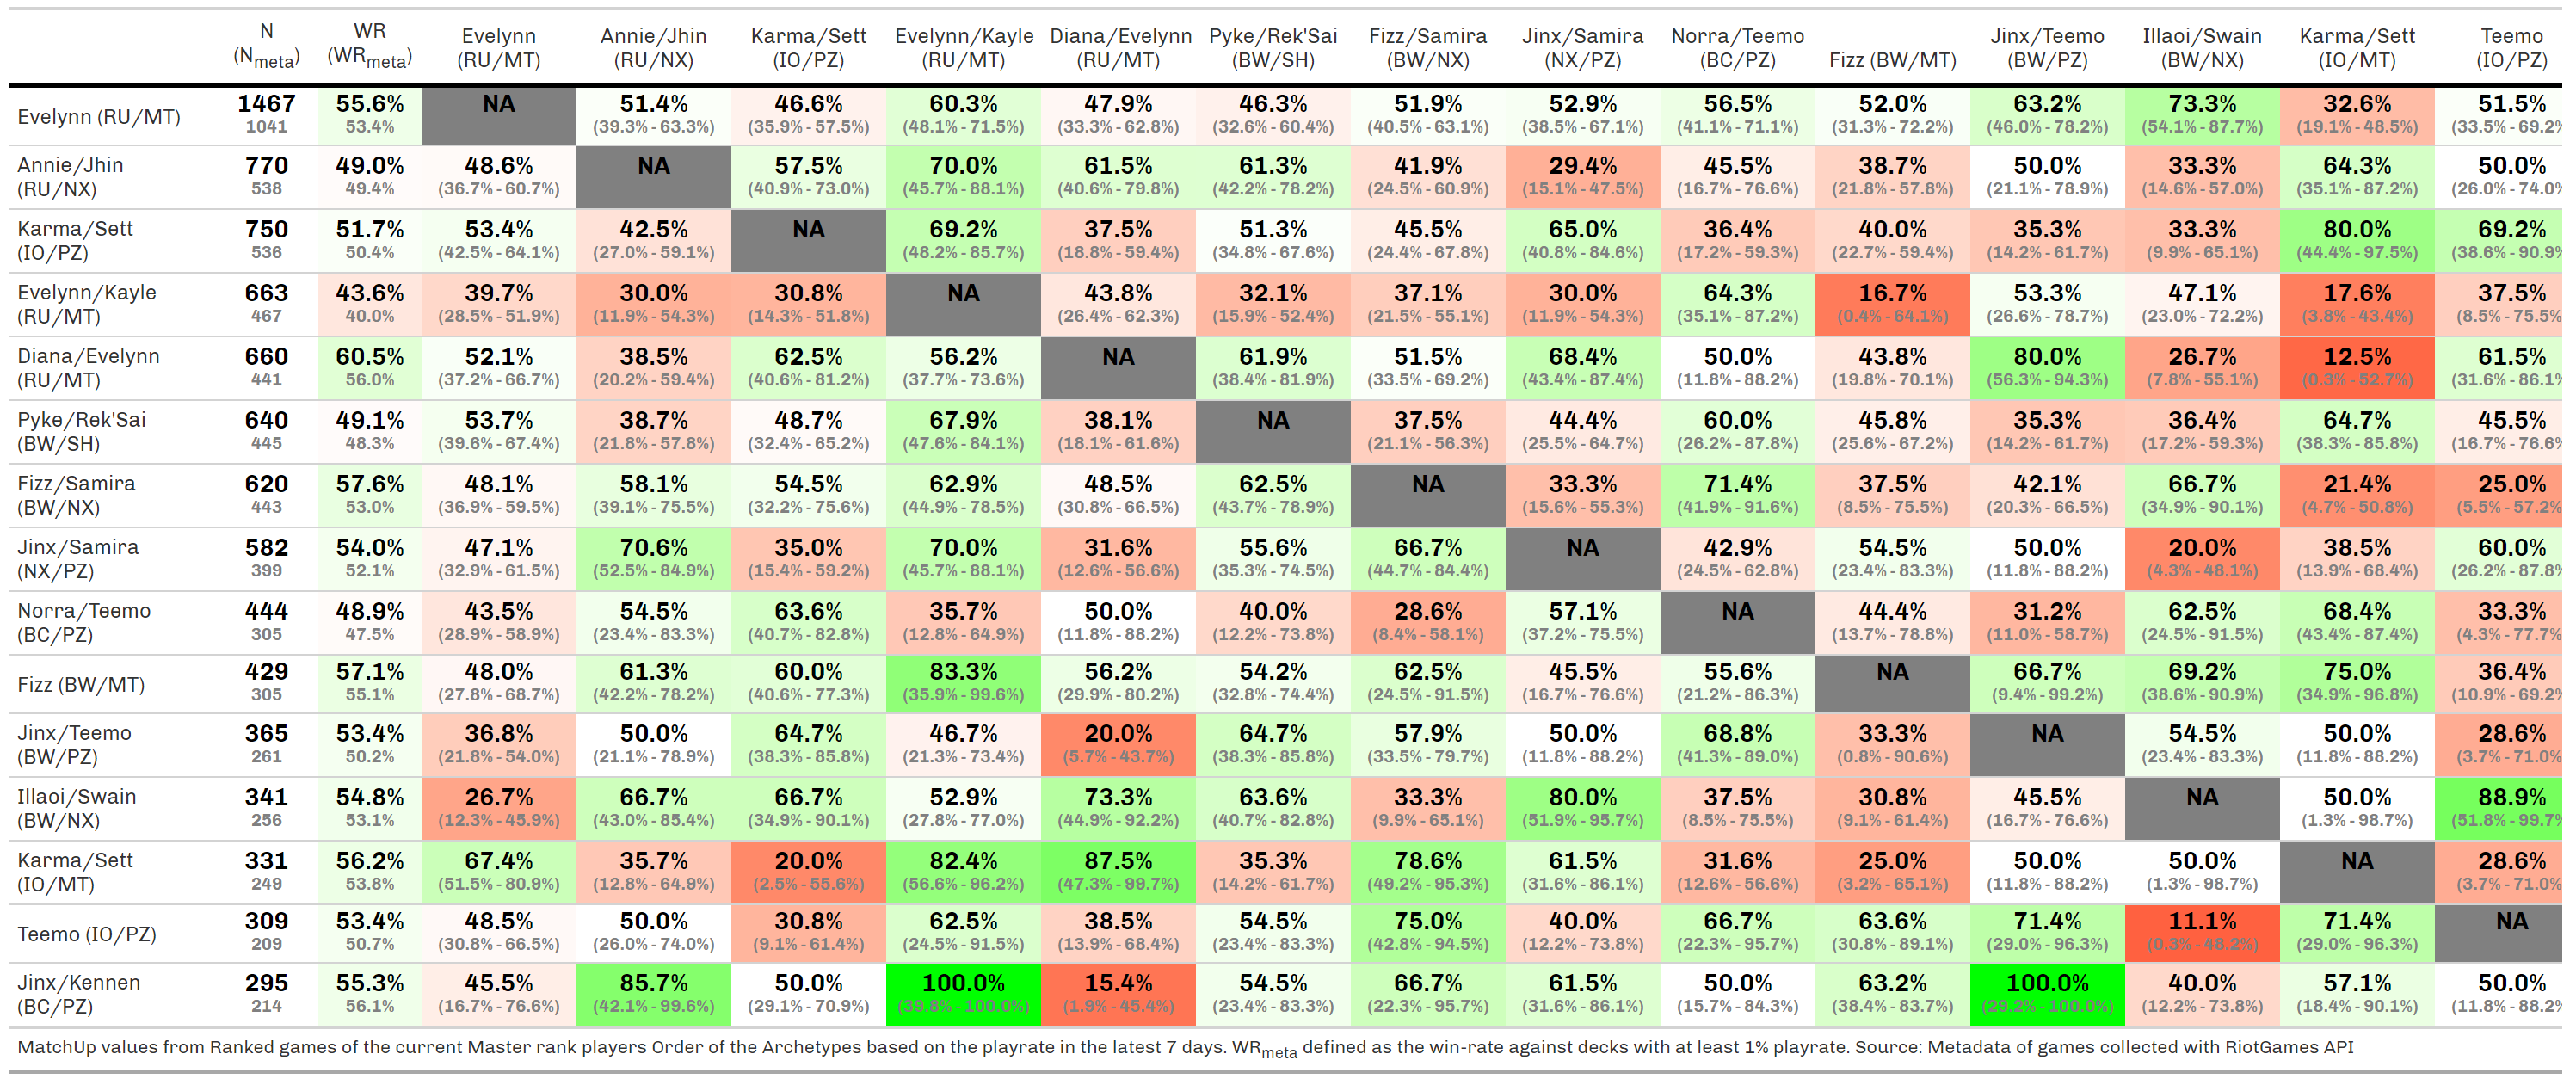 N WR Evelynn Annie/Jhin Karma/Sett Evelynn/Kayle Diana/Evelynn Pyke/Rek'Sai Fizz/Samira Jinx/Samira Norra/Teemo Fizz (BW/MT) Jinx/Teemo Illaoi/Swain Karma/Sett Teemo
(Nmeta) (WRmeta) (RU/MT) (RU/NX) (IO/PZ) (RU/MT) (RU/MT) (BW/SH) (BW/NX) (NX/PZ) (BC/PZ) (BW/PZ) (BW/NX) (IO/MT) (IO/PZ)
Evelynn (RU/MT) 1467 55.6% NA 51.4% 46.6% 60.3% 47.9% 46.3% 51.9% 52.9% 56.5% 52.0% 63.2% 73.3% 32.6% 51.5%
1041 53.4% (39.3% - 63.3%) (35.9% - 57.5%) (48.1% - 71.5%) (33.3% - 62.8%) (32.6% - 60.4%) (40.5% - 63.1%) (38.5% - 67.1%) (41.1% - 71.1%) (31.3% - 72.2%) (46.0% - 78.2%) (54.1% - 87.7%) (19.1% - 48.5%) (33.5% - 69.2%
Annie/Jhin 770 49.0% 48.6% NA 57.5% 70.0% 61.5% 61.3% 41.9% 29.4% 45.5% 38.7% 50.0% 33.3% 64.3% 50.0%
(RU/NX) 538 49.4% (36.7% - 60.7%) (40.9% - 73.0%) (45.7% - 88.1%) (40.6% - 79.8%) (42.2% - 78.2%) (24.5% - 60.9%) (15.1% - 47.5%) (16.7% - 76.6%) (21.8% - 57.8%) (21.1% - 78.9%) (14.6% - 57.0%) (35.1% - 87.2%) (26.0% - 74.0%
Karma/Sett 750 51.7% 53.4% 42.5% NA 69.2% 37.5% 51.3% 45.5% 65.0% 36.4% 40.0% 35.3% 33.3% 80.0% 69.2%
(IO/PZ) 536 50.4% (42.5% - 64.1%) (27.0% - 59.1%) (48.2% - 85.7%) (18.8% - 59.4%) (34.8% - 67.6%) (24.4% - 67.8%) (40.8% - 84.6%) (17.2% - 59.3%) (22.7% - 59.4%) (14.2% - 61.7%) (9.9% - 65.1%) (44.4% - 97.5%) (38.6% - 90.9%
Evelynn/Kayle 663 43.6% 39.7% 30.0% 30.8% NA 43.8% 32.1% 37.1% 30.0% 64.3% 16.7% 53.3% 47.1% 17.6% 37.5%
(RU/MT) 467 40.0% (28.5% - 51.9%) (11.9% - 54.3%) (14.3% - 51.8%) (26.4% - 62.3%) (15.9% - 52.4%) (21.5% - 55.1%) (11.9% - 54.3%) (35.1% - 87.2%) (0.4% - 64.1%) (26.6% - 78.7%) (23.0% - 72.2%) (3.8% - 43.4%) (8.5% - 75.5%
Diana/Evelynn 660 60.5% 52.1% 38.5% 62.5% 56.2% NA 61.9% 51.5% 68.4% 50.0% 43.8% 80.0% 26.7% 12.5% 61.5%
(RU/MT) 441 56.0% (37.2% - 66.7%) (20.2% - 59.4%) (40.6% - 81.2%) (37.7% - 73.6%) (38.4% - 81.9%) (33.5% - 69.2%) (43.4% - 87.4%) (11.8% - 88.2%) (19.8% - 70.1%) (56.3% - 94.3%) (7.8% - 55.1%) (0.3% - 52.7%) (31.6% - 86.1%
Pyke/Rek'Sai 640 49.1% 53.7% 38.7% 48.7% 67.9% 38.1% NA 37.5% 44.4% 60.0% 45.8% 35.3% 36.4% 64.7% 45.5%
(BW/SH) 445 48.3% (39.6% - 67.4%) (21.8% - 57.8%) (32.4% - 65.2%) (47.6% - 84.1%) (18.1% - 61.6%) (21.1% - 56.3%) (25.5% - 64.7%) (26.2% - 87.8%) (25.6% - 67.2%) (14.2% - 61.7%) (17.2% - 59.3%) (38.3% - 85.8%) (16.7% - 76.6%
Fizz/Samira 620 57.6% 48.1% 58.1% 54.5% 62.9% 48.5% 62.5% NA 33.3% 71.4% 37.5% 42.1% 66.7% 21.4% 25.0%
(BW/NX) 443 53.0% (36.9% - 59.5%) (39.1% - 75.5%) (32.2% - 75.6%) (44.9% - 78.5%) (30.8% - 66.5%) (43.7% - 78.9%) (15.6% - 55.3%) (41.9% - 91.6%) (8.5% - 75.5%) (20.3% - 66.5%) (34.9% - 90.1%) (4.7% - 50.8%) (5.5% - 57.2%
Jinx/Samira 582 54.0% 47.1% 70.6% 35.0% 70.0% 31.6% 55.6% 66.7% NA 42.9% 54.5% 50.0% 20.0% 38.5% 60.0%
(NX/PZ) 399 52.1% (32.9% - 61.5%) (52.5% - 84.9%) (15.4% - 59.2%) (45.7% - 88.1%) (12.6% - 56.6%) (35.3% - 74.5%) (44.7% - 84.4%) (24.5% - 62.8%) (23.4% - 83.3%) (11.8% - 88.2%) (4.3% - 48.1%) (13.9% - 68.4%) (26.2% - 87.8%
Norra/Teemo 444 48.9% 43.5% 54.5% 63.6% 35.7% 50.0% 40.0% 28.6% 57.1% NA 44.4% 31.2% 62.5% 68.4% 33.3%
(BC/PZ) 305 47.5% (28.9% - 58.9%) (23.4% - 83.3%) (40.7% - 82.8%) (12.8% - 64.9%) (11.8% - 88.2%) (12.2% - 73.8%) (8.4% - 58.1%) (37.2% - 75.5%) (13.7% - 78.8%) (11.0% - 58.7%) (24.5% - 91.5%) (43.4% - 87.4%) (4.3% - 77.7%
Fizz (BW/MT) 429 57.1% 48.0% 61.3% 60.0% 83.3% 56.2% 54.2% 62.5% 45.5% 55.6% NA 66.7% 69.2% 75.0% 36.4%
305 55.1% (27.8% - 68.7%) (42.2% - 78.2%) (40.6% - 77.3%) (35.9% - 99.6%) (29.9% - 80.2%) (32.8% - 74.4%) (24.5% - 91.5%) (16.7% - 76.6%) (21.2% - 86.3%) (9.4% - 99.2%) (38.6% - 90.9%) (34.9% - 96.8%) (10.9% - 69.2%
Jinx/Teemo 365 53.4% 36.8% 50.0% 64.7% 46.7% 20.0% 64.7% 57.9% 50.0% 68.8% 33.3% NA 54.5% 50.0% 28.6%
(BW/PZ) 261 50.2% (21.8% - 54.0%) (21.1% - 78.9%) (38.3% - 85.8%) (21.3% - 73.4%) (5.7% - 43.7%) (38.3% - 85.8%) (33.5% - 79.7%) (11.8% - 88.2%) (41.3% - 89.0%) (0.8% - 90.6%) (23.4% - 83.3%) (11.8% - 88.2%) (3.7% - 71.0%
Illaoi/Swain 341 54.8% 26.7% 66.7% 66.7% 52.9% 73.3% 63.6% 33.3% 80.0% 37.5% 30.8% 45.5% NA 50.0% 88.9%
(BW/NX) 256 53.1% (12.3% - 45.9%) (43.0% - 85.4%) (34.9% - 90.1%) (27.8% - 77.0%) (44.9% - 92.2%) (40.7% - 82.8%) (9.9% - 65.1%) (51.9% - 95.7%) (8.5% - 75.5%) (9.1% - 61.4%) (16.7% - 76.6%) (1.3% - 98.7%) (51.8% - 99.7%
Karma/Sett 331 56.2% 67.4% 35.7% 20.0% 82.4% 87.5% 35.3% 78.6% 61.5% 31.6% 25.0% 50.0% 50.0% NA 28.6%
(IO/MT) 249 53.8% (51.5% - 80.9%) (12.8% - 64.9%) (2.5% - 55.6%) (56.6% - 96.2%) (47.3% - 99.7%) (14.2% - 61.7%) (49.2% - 95.3%) (31.6% - 86.1%) (12.6% - 56.6%) (3.2% - 65.1%) (11.8% - 88.2%) (1.3% - 98.7%) (3.7% - 71.0%
Teemo (IO/PZ) 309 53.4% 48.5% 50.0% 30.8% 62.5% 38.5% 54.5% 75.0% 40.0% 66.7% 63.6% 71.4% 11.1% 71.4% NA
209 50.7% (30.8% - 66.5%) (26.0% - 74.0%) (9.1% - 61.4%) (24.5% - 91.5%) (13.9% - 68.4%) (23.4% - 83.3%) (42.8% - 94.5%) (12.2% - 73.8%) (22.3% - 95.7%) (30.8% - 89.1%) (29.0% - 96.3%) (0.3% - 48.2%) (29.0% - 96.3%)
Jinx/Kennen 295 55.3% 45.5% 85.7% 50.0% 100.0% 15.4% 54.5% 66.7% 61.5% 50.0% 63.2% 100.0% 40.0% 57.1% 50.0%
(BC/PZ) 214 56.1% (16.7% - 76.6%) (42.1% - 99.6%) (29.1% - 70.9%) (39.8% - 100.0%) (1.9% - 45.4%) (23.4% - 83.3%) (22.3% - 95.7%) (31.6% - 86.1%) (15.7% - 84.3%) (38.4% - 83.7%) (29.2% - 100.0%) (12.2% - 73.8%) (18.4% - 90.1%) (11.8% - 88.2%
MatchUp values from Ranked games of the current Master rank players Order of the Archetypes based on the playrate in the latest 7 days. WRmeta defined as the win-rate against decks with at least 1% playrate. Source: Metadata of games collected with RiotGames API